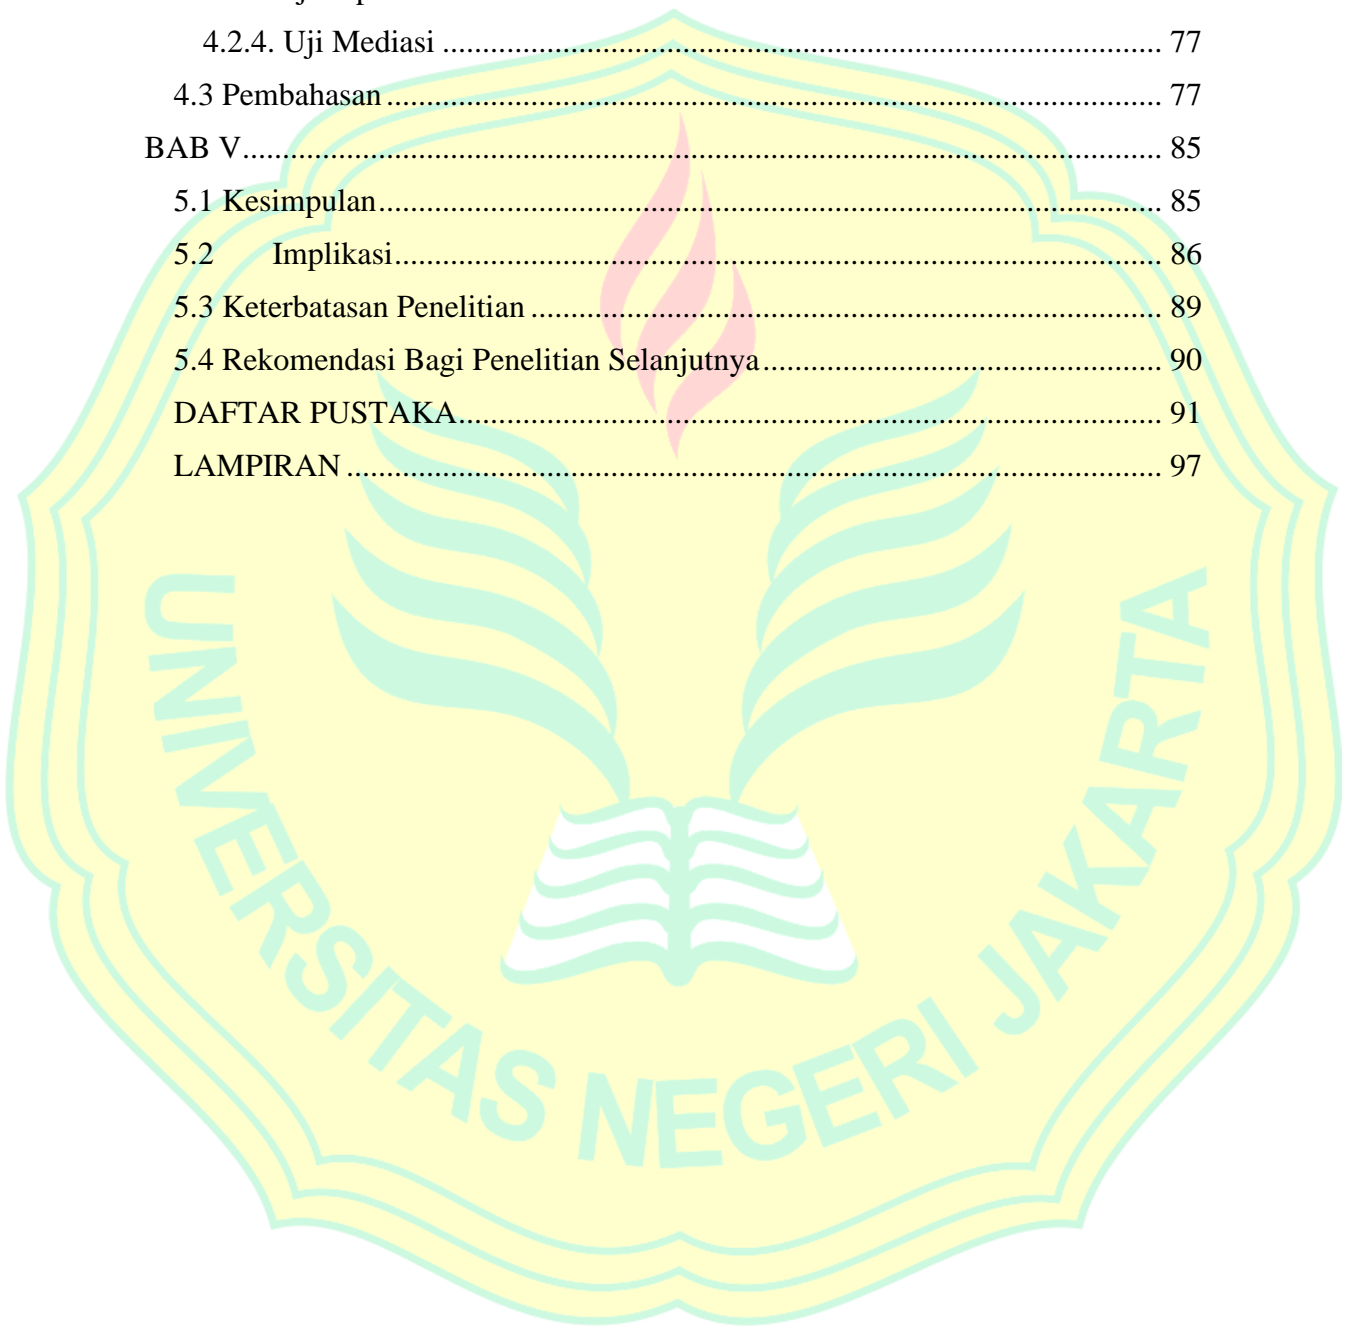 4.2.4. Uji Mediasi ........................................................................................... 77
4.3 Pembahasan .................................................................................................. 77
BAB V.................................................................................................................... 85
5.1 Kesimpulan................................................................................................... 85
5.2 Implikasi................................................................................................. 86
5.3 Keterbatasan Penelitian ................................................................................ 89
5.4 Rekomendasi Bagi Penelitian Selanjutnya.................................................. 90
DAFTAR PUSTAKA......................................................................................... 91
LAMPIRAN ....................................................................................................... 97
UNIVERSITAS NEGERI JAKARTA